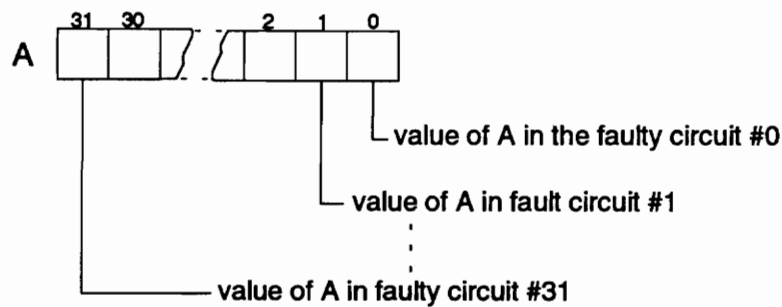 31 30 2 1 0
A
value of A in the faulty circuit #0
value of A in fault circuit #1
value of A in faulty circuit #31